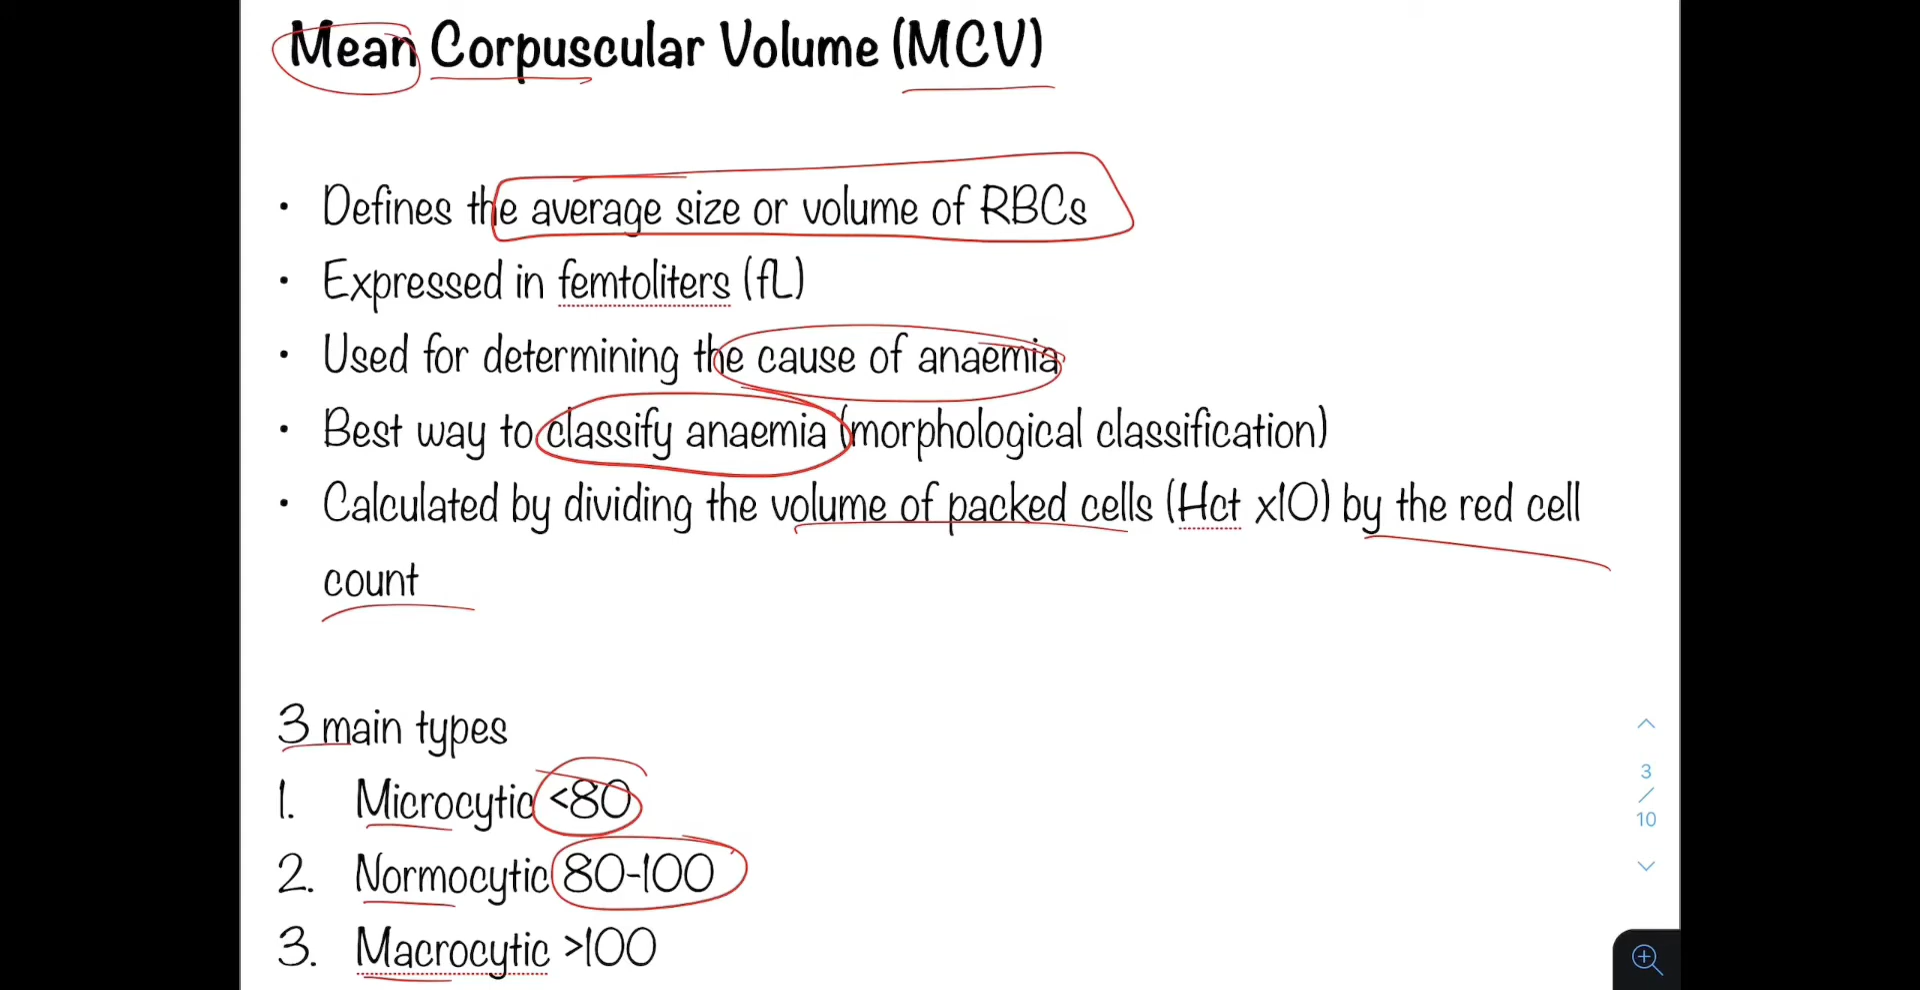 Mean Corpuscular Volume (MCV)
• Defines the average size or volume of RBCs
• Expressed in femtoliters (fL)
• Used for determining the cause of anaemia
• Best way to classify anaemia (morphological classification)
• Calculated by dividing the volume of packed cells (Hct x10) by the red cell
count
3 main types
1. Microcytic <80
2. Normocytic 80-100
3. Macrocytic >100
3
/
10